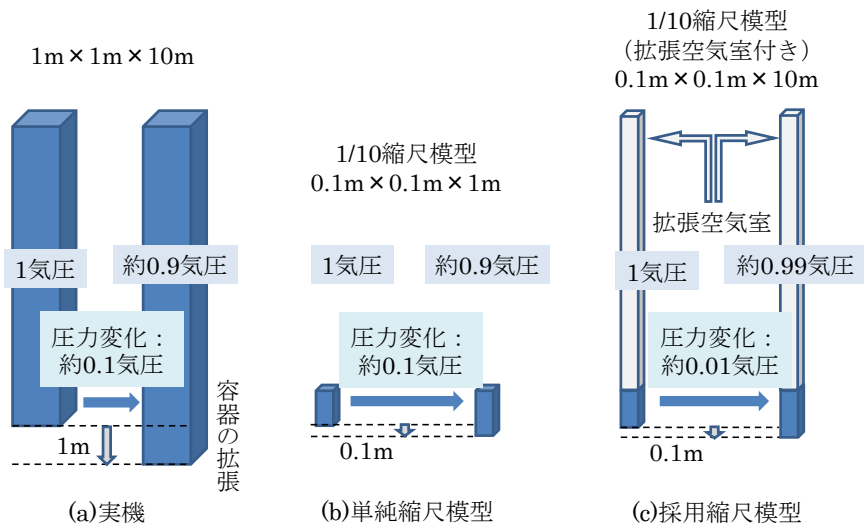 1m×1m×10m
1気圧
約0.9気圧
圧力変化：
約0.1気圧
1m
容器の拡張
(a)実機
1/10縮尺模型
0.1m×0.1m×1m
1気圧
約0.9気圧
圧力変化：
約0.1気圧
0.1m
(b)単純縮尺模型
1/10縮尺模型
（拡張空気室付き）
0.1m×0.1m×10m
拡張空気室
1気圧
約0.99気圧
圧力変化：
約0.01気圧
0.1m
(c)採用縮尺模型